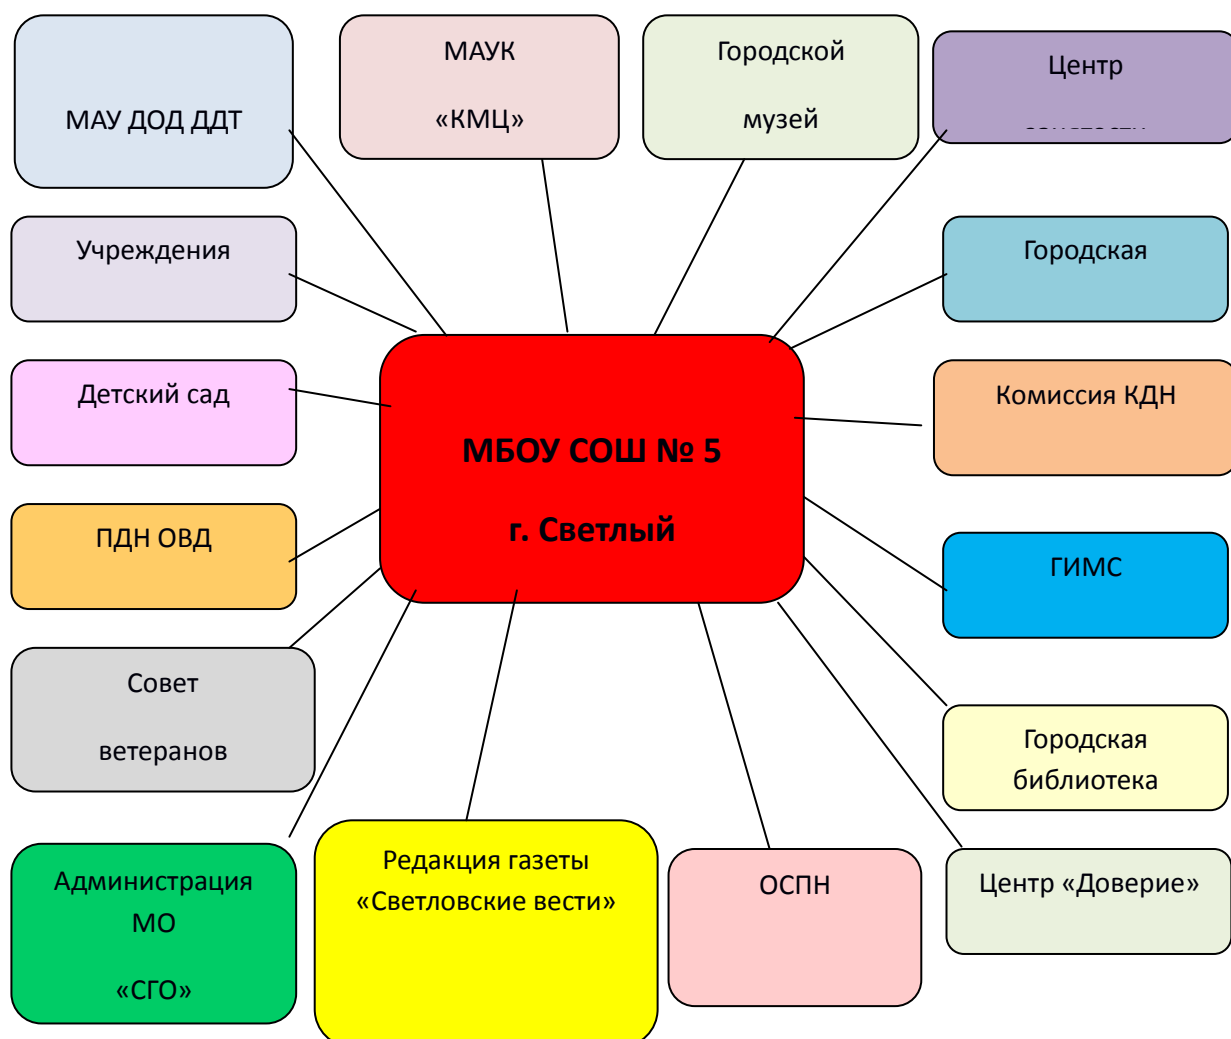 МАУ ДОД ДДТ
МАУК
«КМЦ»
Городской
музей
Центр
Учреждения
Городская
Детский сад
Комиссия КДН
МБОУ СОШ № 5
г. Светлый
ПДН ОВД
ГИМС
Совет
ветеранов
Городская
библиотека
Администрация
МО
«СГО»
Редакция газеты
«Светловские вести»
ОСПН
Центр «Доверие»